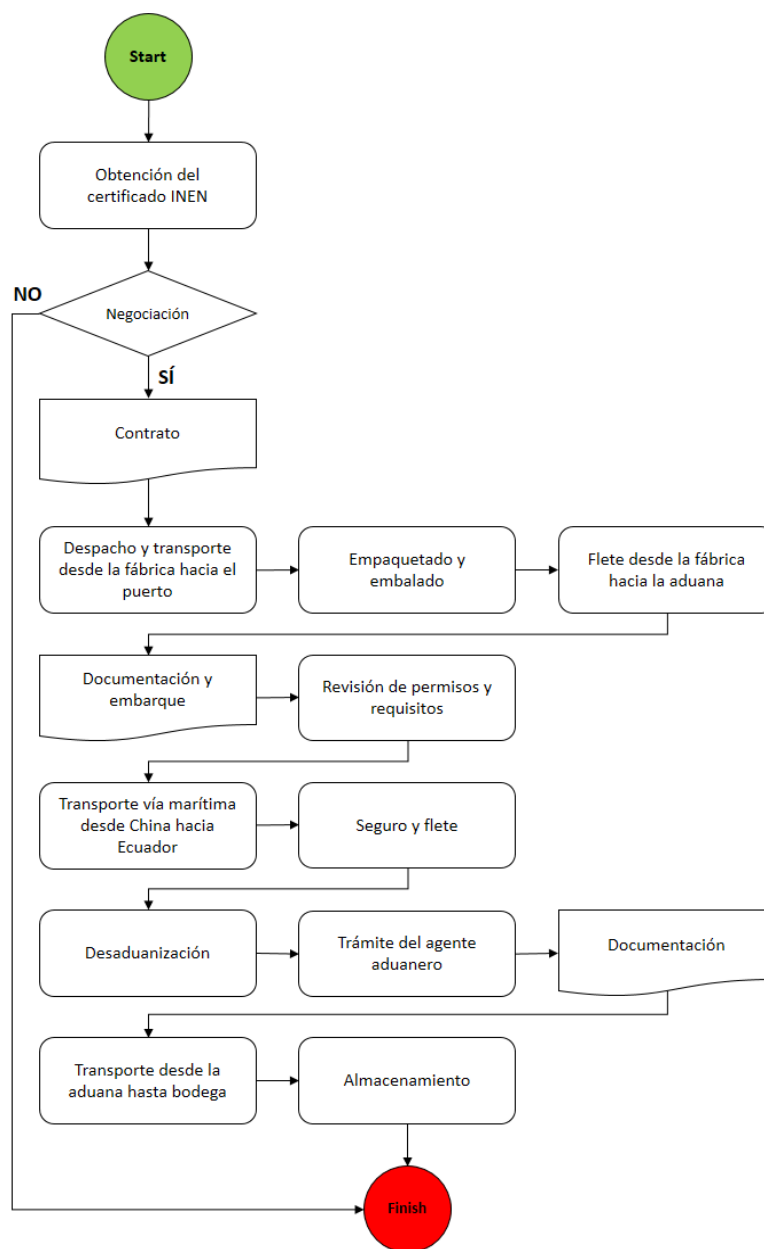 Start
Obtención del
certificado INEN
NO
Negociación
SÍ
Contrato
Despacho y transporte
desde la fábrica hacia el
puerto
Empaquetado y
embalado
Flete desde la fábrica
hacia la aduana
Documentación y
embarque
Revisión de permisos y
requisitos
Transporte vía marítima
desde China hacia
Ecuador
Seguro y flete
Desaduanización
Trámite del agente
aduanero
Documentación
Transporte desde la
aduana hasta bodega
Almacenamiento
Finish